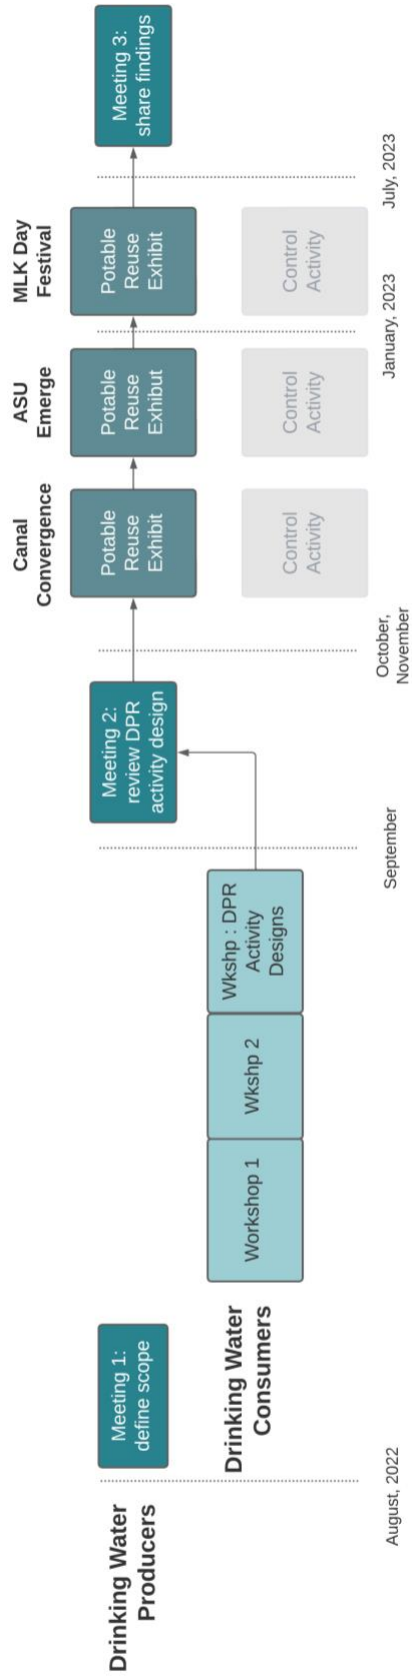 Drinking Water
Producers
Meeting 1:
define scope
Drinking Water
Consumers
Workshop 1
Wkshp 2
Wkshp : DPR
Activity
Designs
Meeting 2:
review DPR
activity design
Canal
Convergence
Potable
Reuse
Exhibit
Control
Activity
ASU
Emerge
Potable
Reuse
Exhibut
Control
Activity
MLK Day
Festival
Potable
Reuse
Exhibit
Control
Activity
Meeting 3:
share findings
August, 2022
September
October,
November
January, 2023
July, 2023